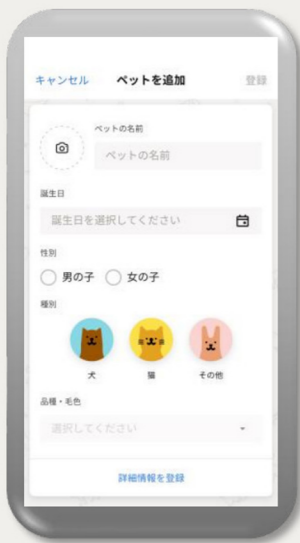 キャンセル ペットを追加 登録
ペットの名前
ペットの名前
誕生日
誕生日を選択してください
性別
男の子 女の子
種別
犬 猫 その他
品種・毛色
選択してください
詳細情報を登録